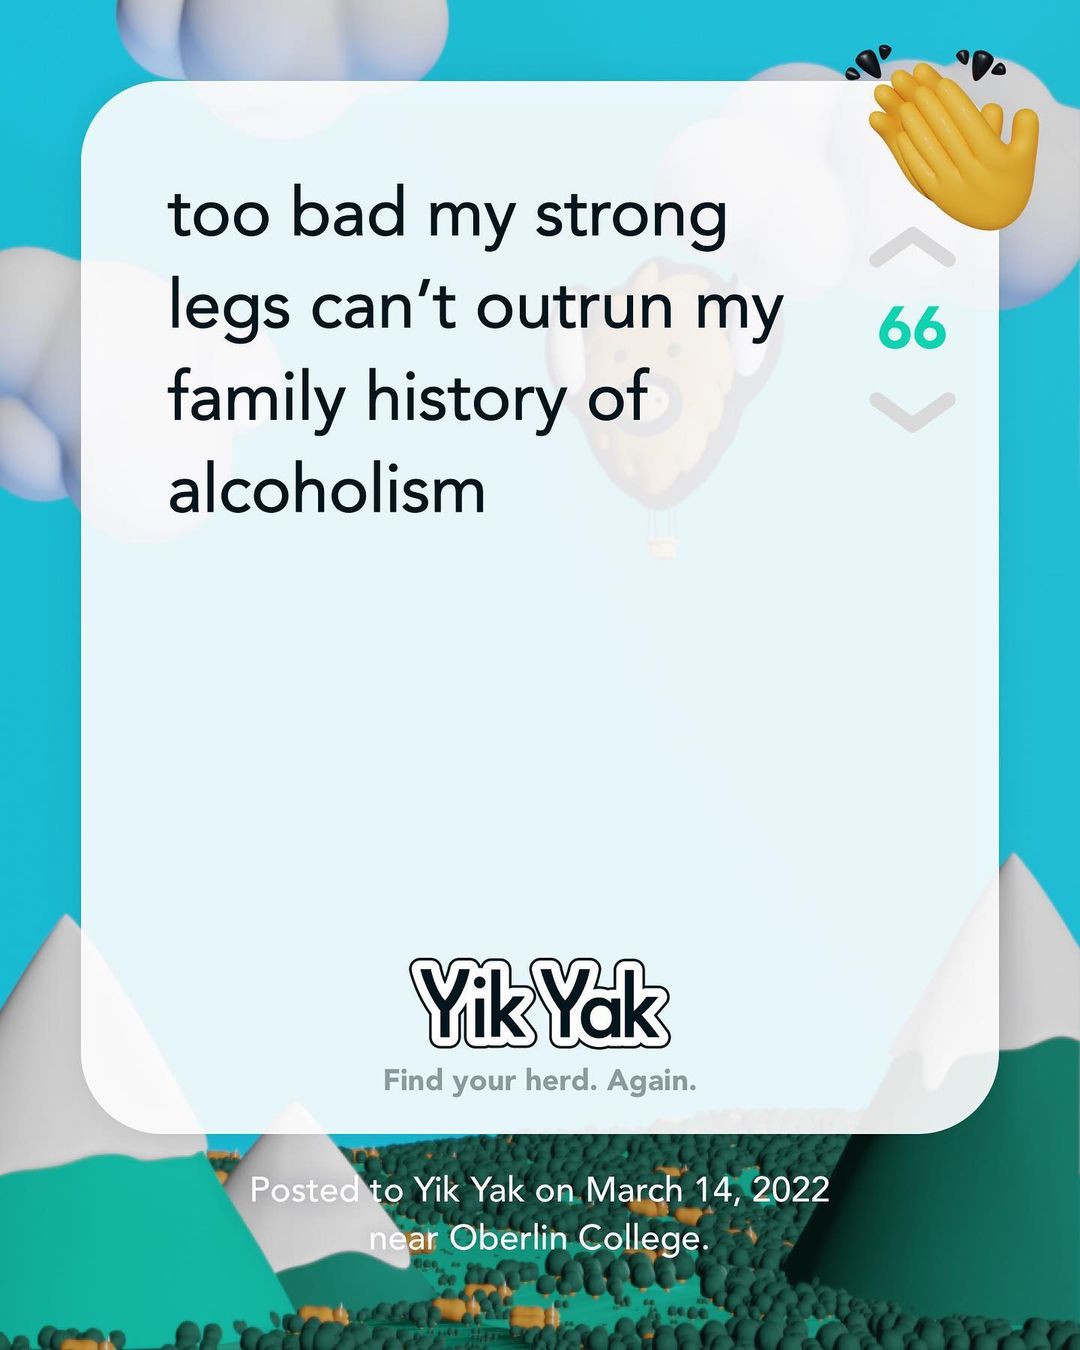 too bad my strong
legs can’t outrun my
family history of
alcoholism
66
Yik Yak
Find your herd. Again.
Posted to Yik Yak on March 14, 2022
near Oberlin College.